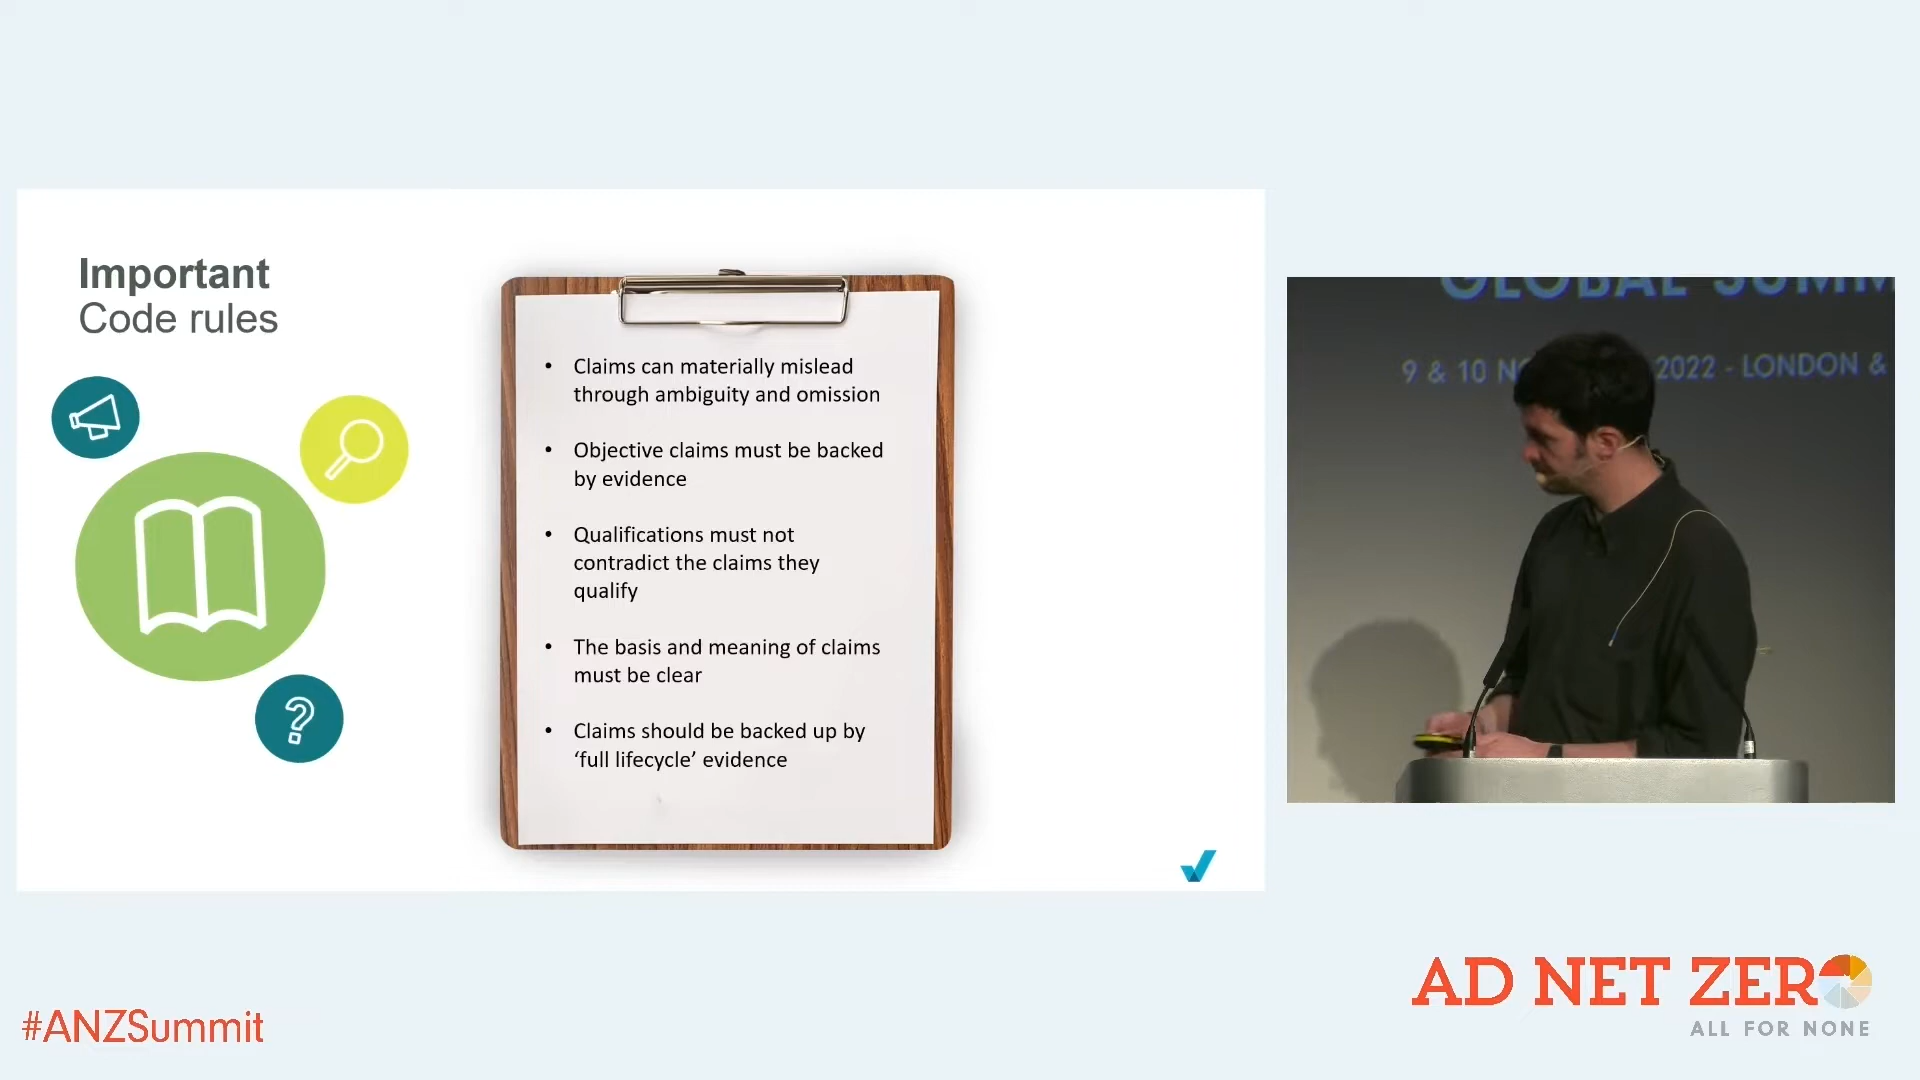 Important
Code rules
• Claims can materially mislead
through ambiguity and omission
• Objective claims must be backed
by evidence
• Qualifications must not
contradict the claims they
qualify
• The basis and meaning of claims
must be clear
• Claims should be backed up by
‘full lifecycle’ evidence
?
GLOBAL
9 & 10 2022 - LONDON &
#ANZSummit
AD NET ZERO
ALL FOR NONE